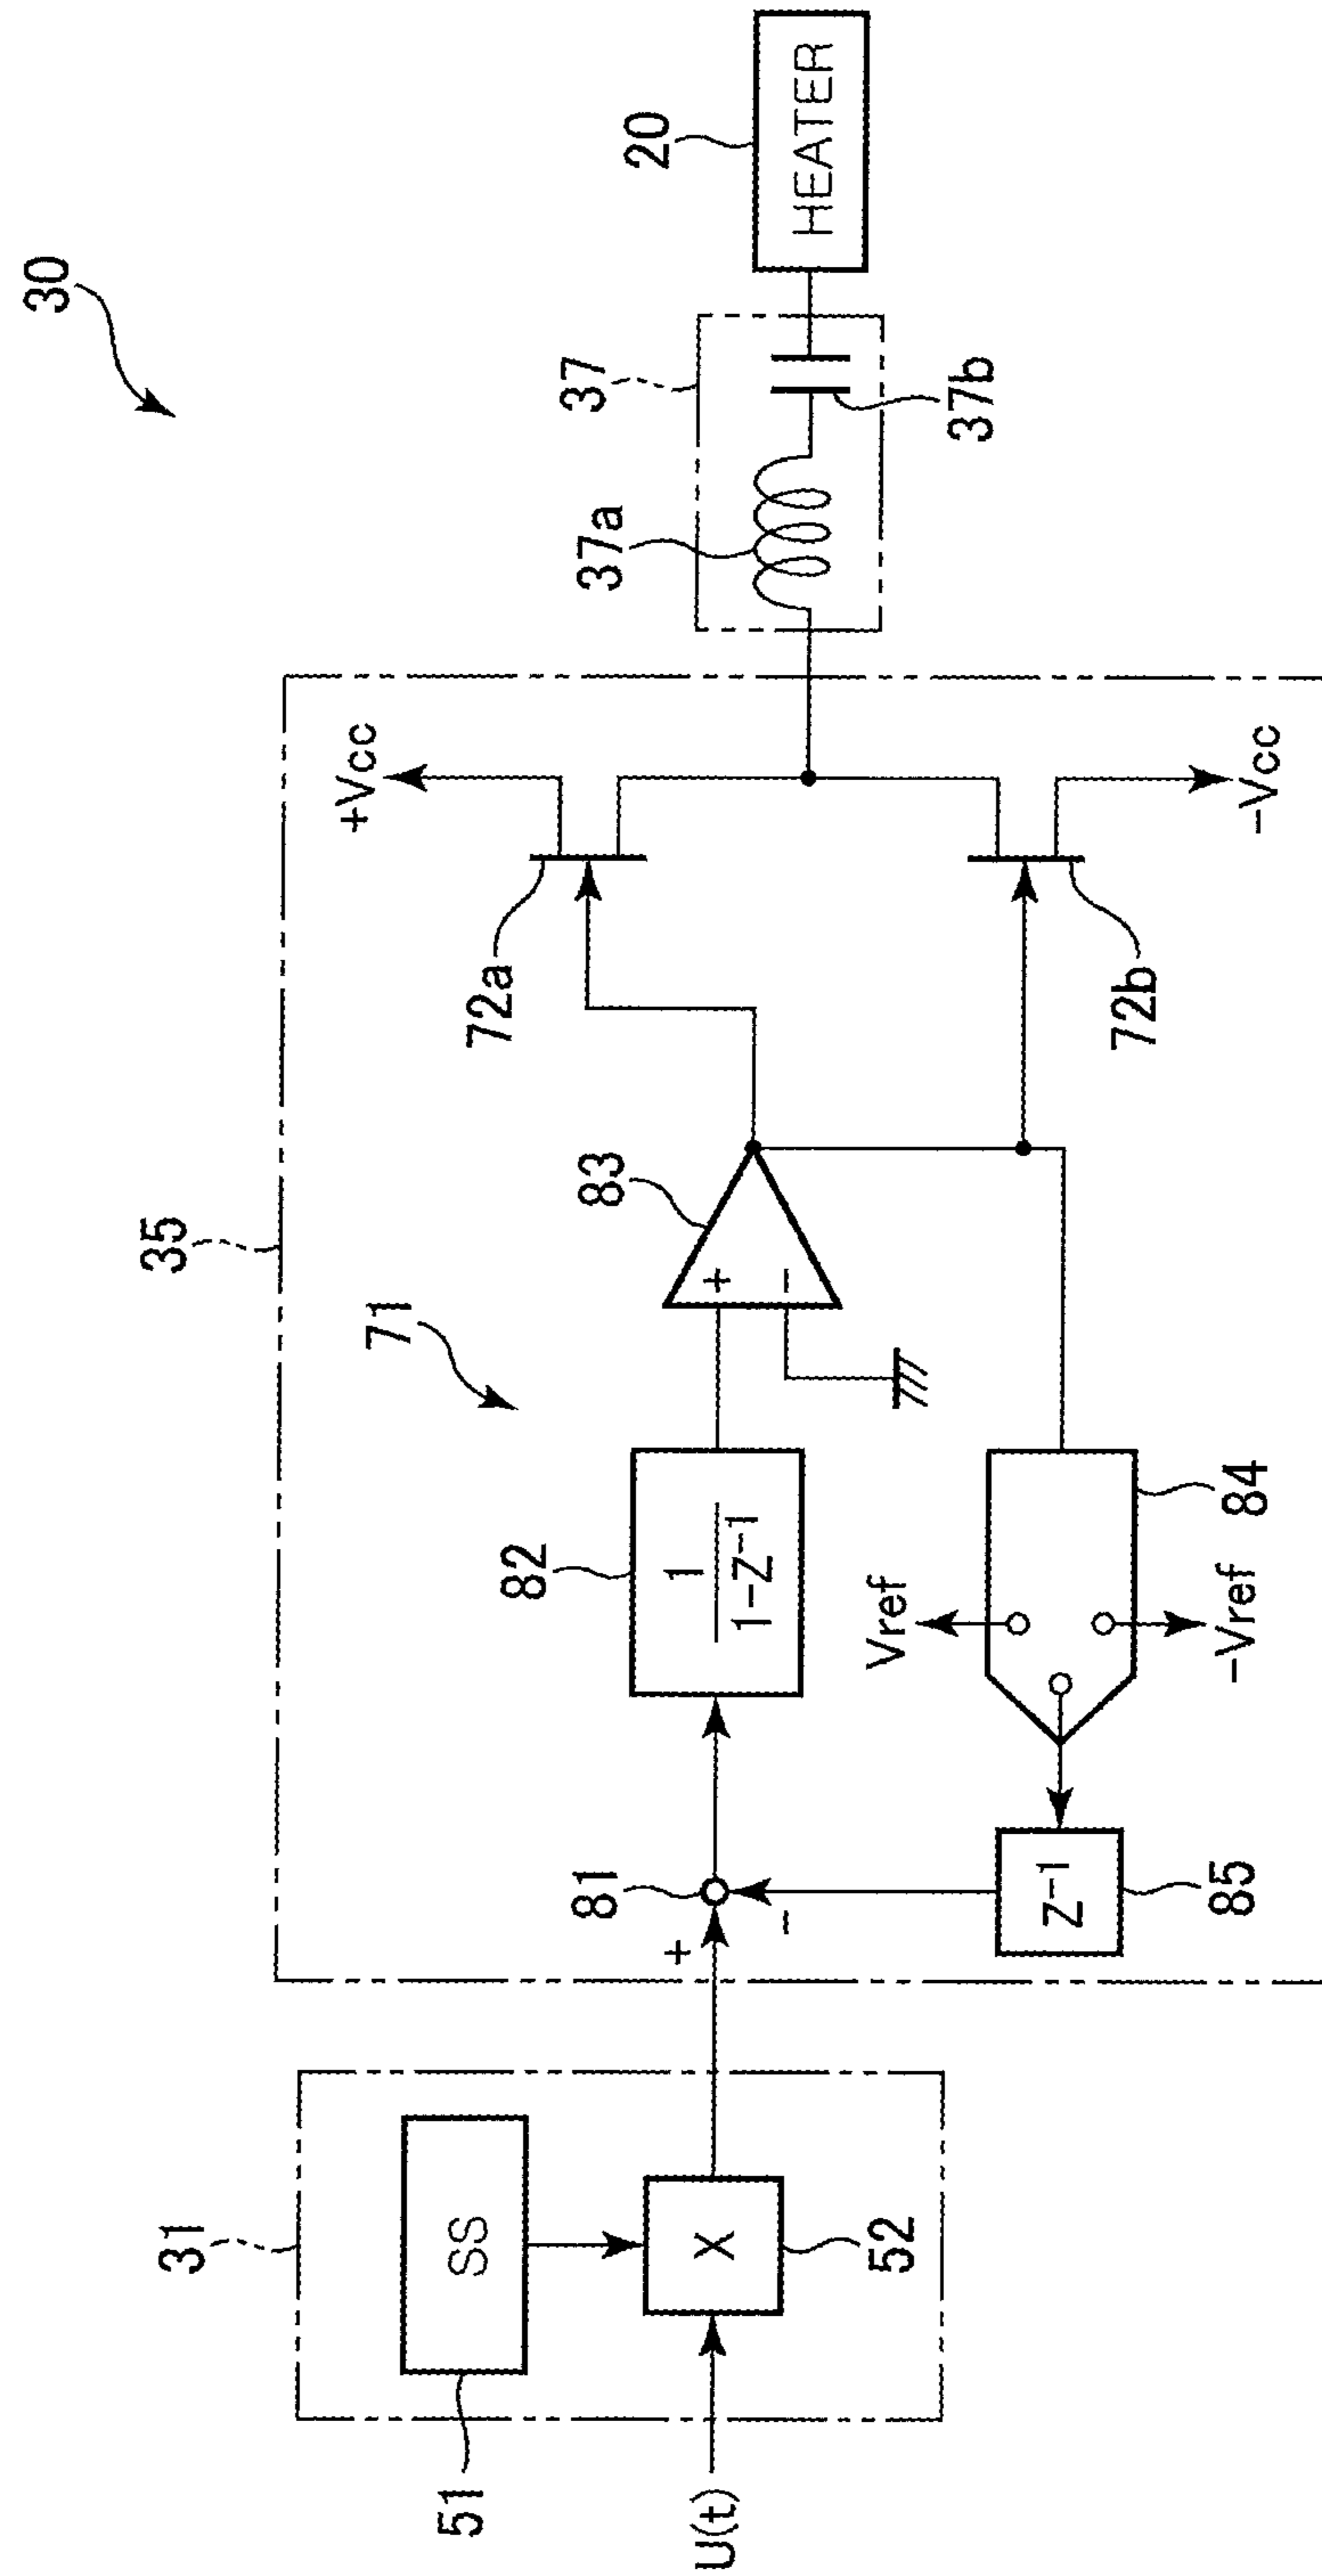 30
35
71
31
51
SS
X
52
U(t)
+
-
81
82
1
1-Z⁻¹
83
+
-
84
Vref
-Vref
Z⁻¹
85
72a
72b
+Vcc
-Vcc
37
37a
37b
20
HEATER